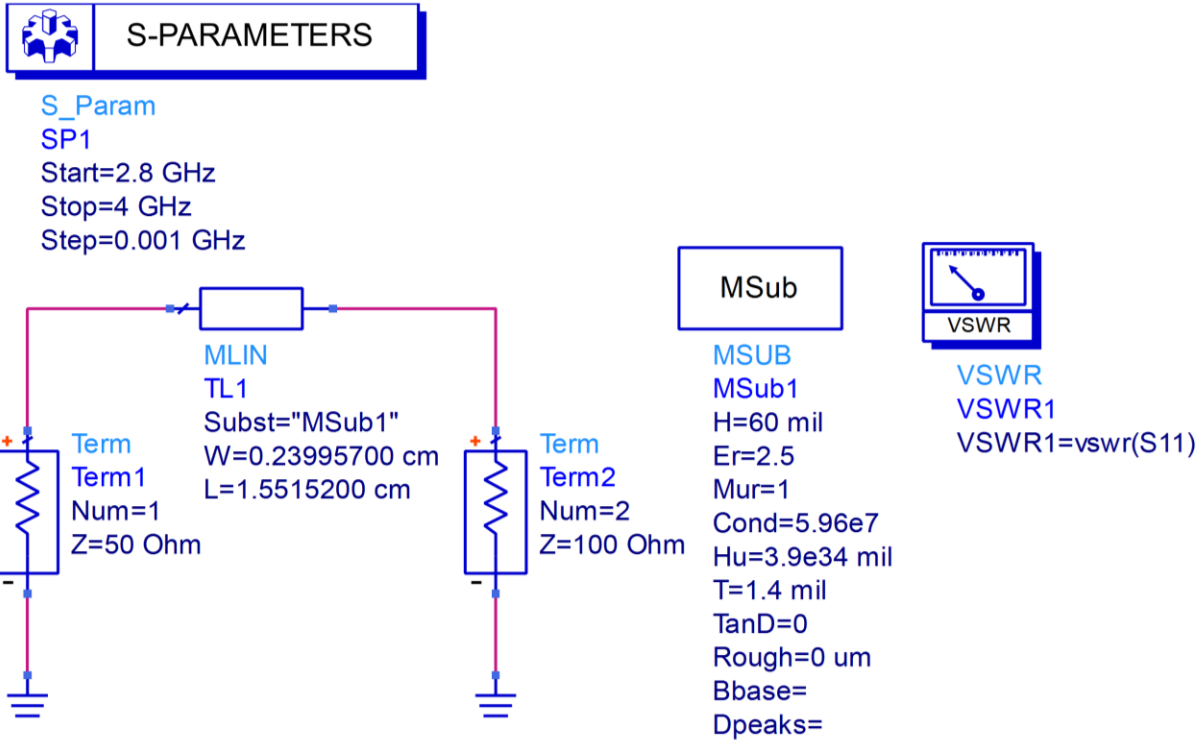 S-PARAMETERS
S_Param
SP1
Start=2.8 GHz
Stop=4 GHz
Step=0.001 GHz
MLIN
TL1
Subst="MSub1"
W=0.23995700 cm
L=1.5515200 cm
+
Term
Term1
Num=1
Z=50 Ohm
-
+
Term
Term2
Num=2
Z=100 Ohm
-
MSub
MSUB
MSub1
H=60 mil
Er=2.5
Mur=1
Cond=5.96e7
Hu=3.9e34 mil
T=1.4 mil
TanD=0
Rough=0 um
Bbase=
Dpeaks=
VSWR
VSWR
VSWR1
VSWR1=vswr(S11)